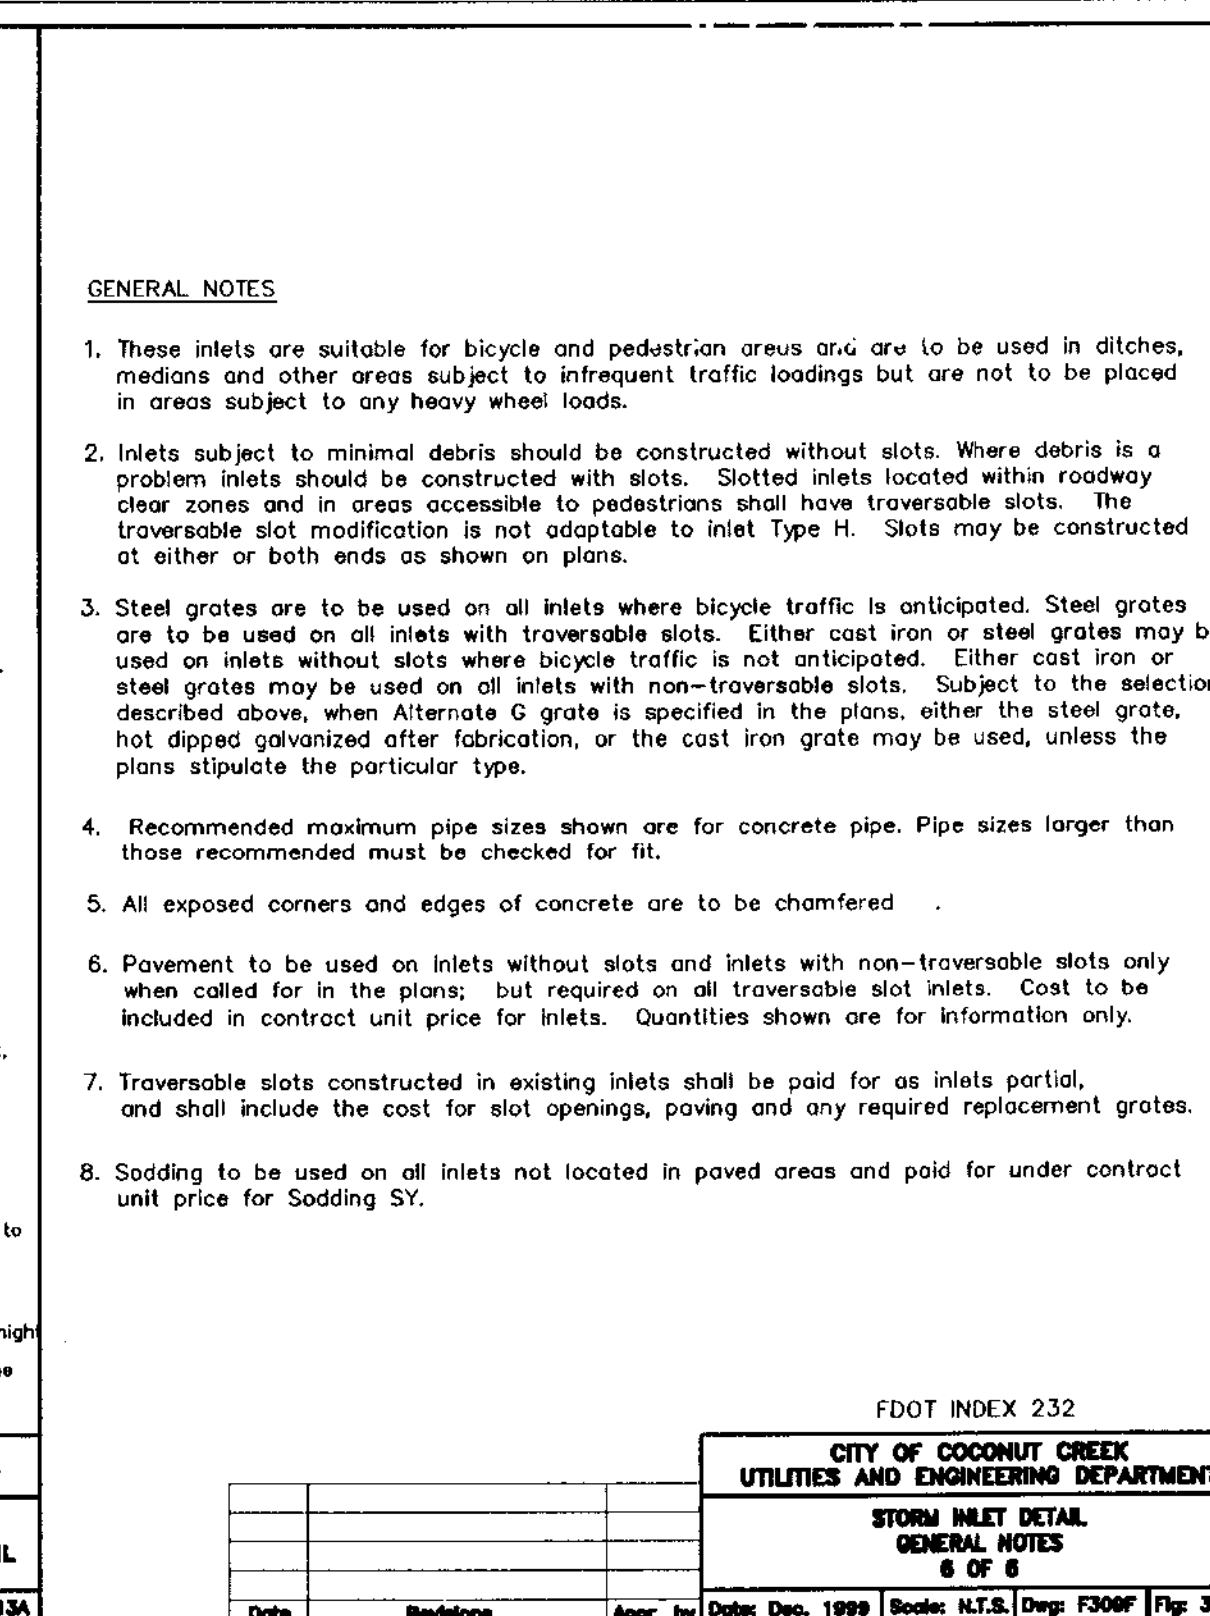 GENERAL NOTES
1. These inlets are suitable for bicycle and pedestrian areas and are to be used in ditches,
medians and other areas subject to infrequent traffic loadings but are not to be placed
in areas subject to any heavy wheel loads.
2. Inlets subject to minimal debris should be constructed without slots. Where debris is a
problem inlets should be constructed with slots. Slotted inlets located within roadway
clear zones and in areas accessible to pedestrians shall have traversable slots. The
traversable slot modification is not adaptable to inlet Type H. Slots may be constructed
at either or both ends as shown on plans.
3. Steel grates are to be used on all inlets where bicycle traffic is anticipated. Steel grates
are to be used on all inlets with traversable slots. Either cast iron or steel grates may b
used on inlets without slots where bicycle traffic is not anticipated. Either cast iron or
steel grates may be used on all inlets with non-traversable slots. Subject to the selection
described above, when Alternate G grate is specified in the plans, either the steel grate,
hot dipped galvanized after fabrication, or the cast iron grate may be used, unless the
plans stipulate the particular type.
4. Recommended maximum pipe sizes shown are for concrete pipe. Pipe sizes larger than
those recommended must be checked for fit.
5. All exposed corners and edges of concrete are to be chamfered .
6. Pavement to be used on inlets without slots and inlets with non-traversable slots only
when called for in the plans; but required on all traversable slot inlets. Cost to be
included in contract unit price for inlets. Quantities shown are for information only.
7. Traversable slots constructed in existing inlets shall be paid for as inlets partial,
and shall include the cost for slot openings, paving and any required replacement grates.
8. Sodding to be used on all inlets not located in paved areas and paid for under contract
unit price for Sodding SY.
to
night
FDOT INDEX 232
CITY OF COCONUT CREEK
UTILITIES AND ENGINEERING DEPARTMENT
STORM INLET DETAIL
GENERAL NOTES
6 OF 6
13A
Date Revisions Appr. by
Date: Dec. 1999 Scale: N.T.S. Dwg: F309F Fig: 3